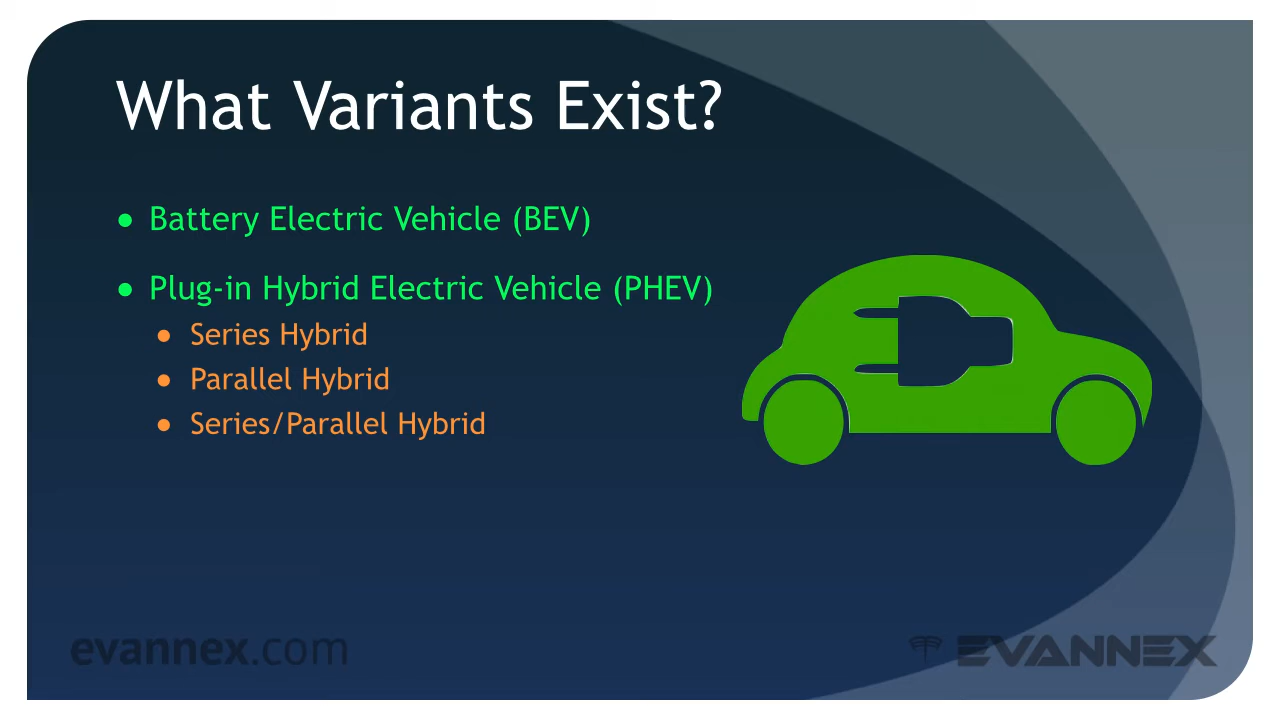 What Variants Exist?
● Battery Electric Vehicle (BEV)
● Plug-in Hybrid Electric Vehicle (PHEV)
● Series Hybrid
● Parallel Hybrid
● Series/Parallel Hybrid
evannex.com
EVANNEX